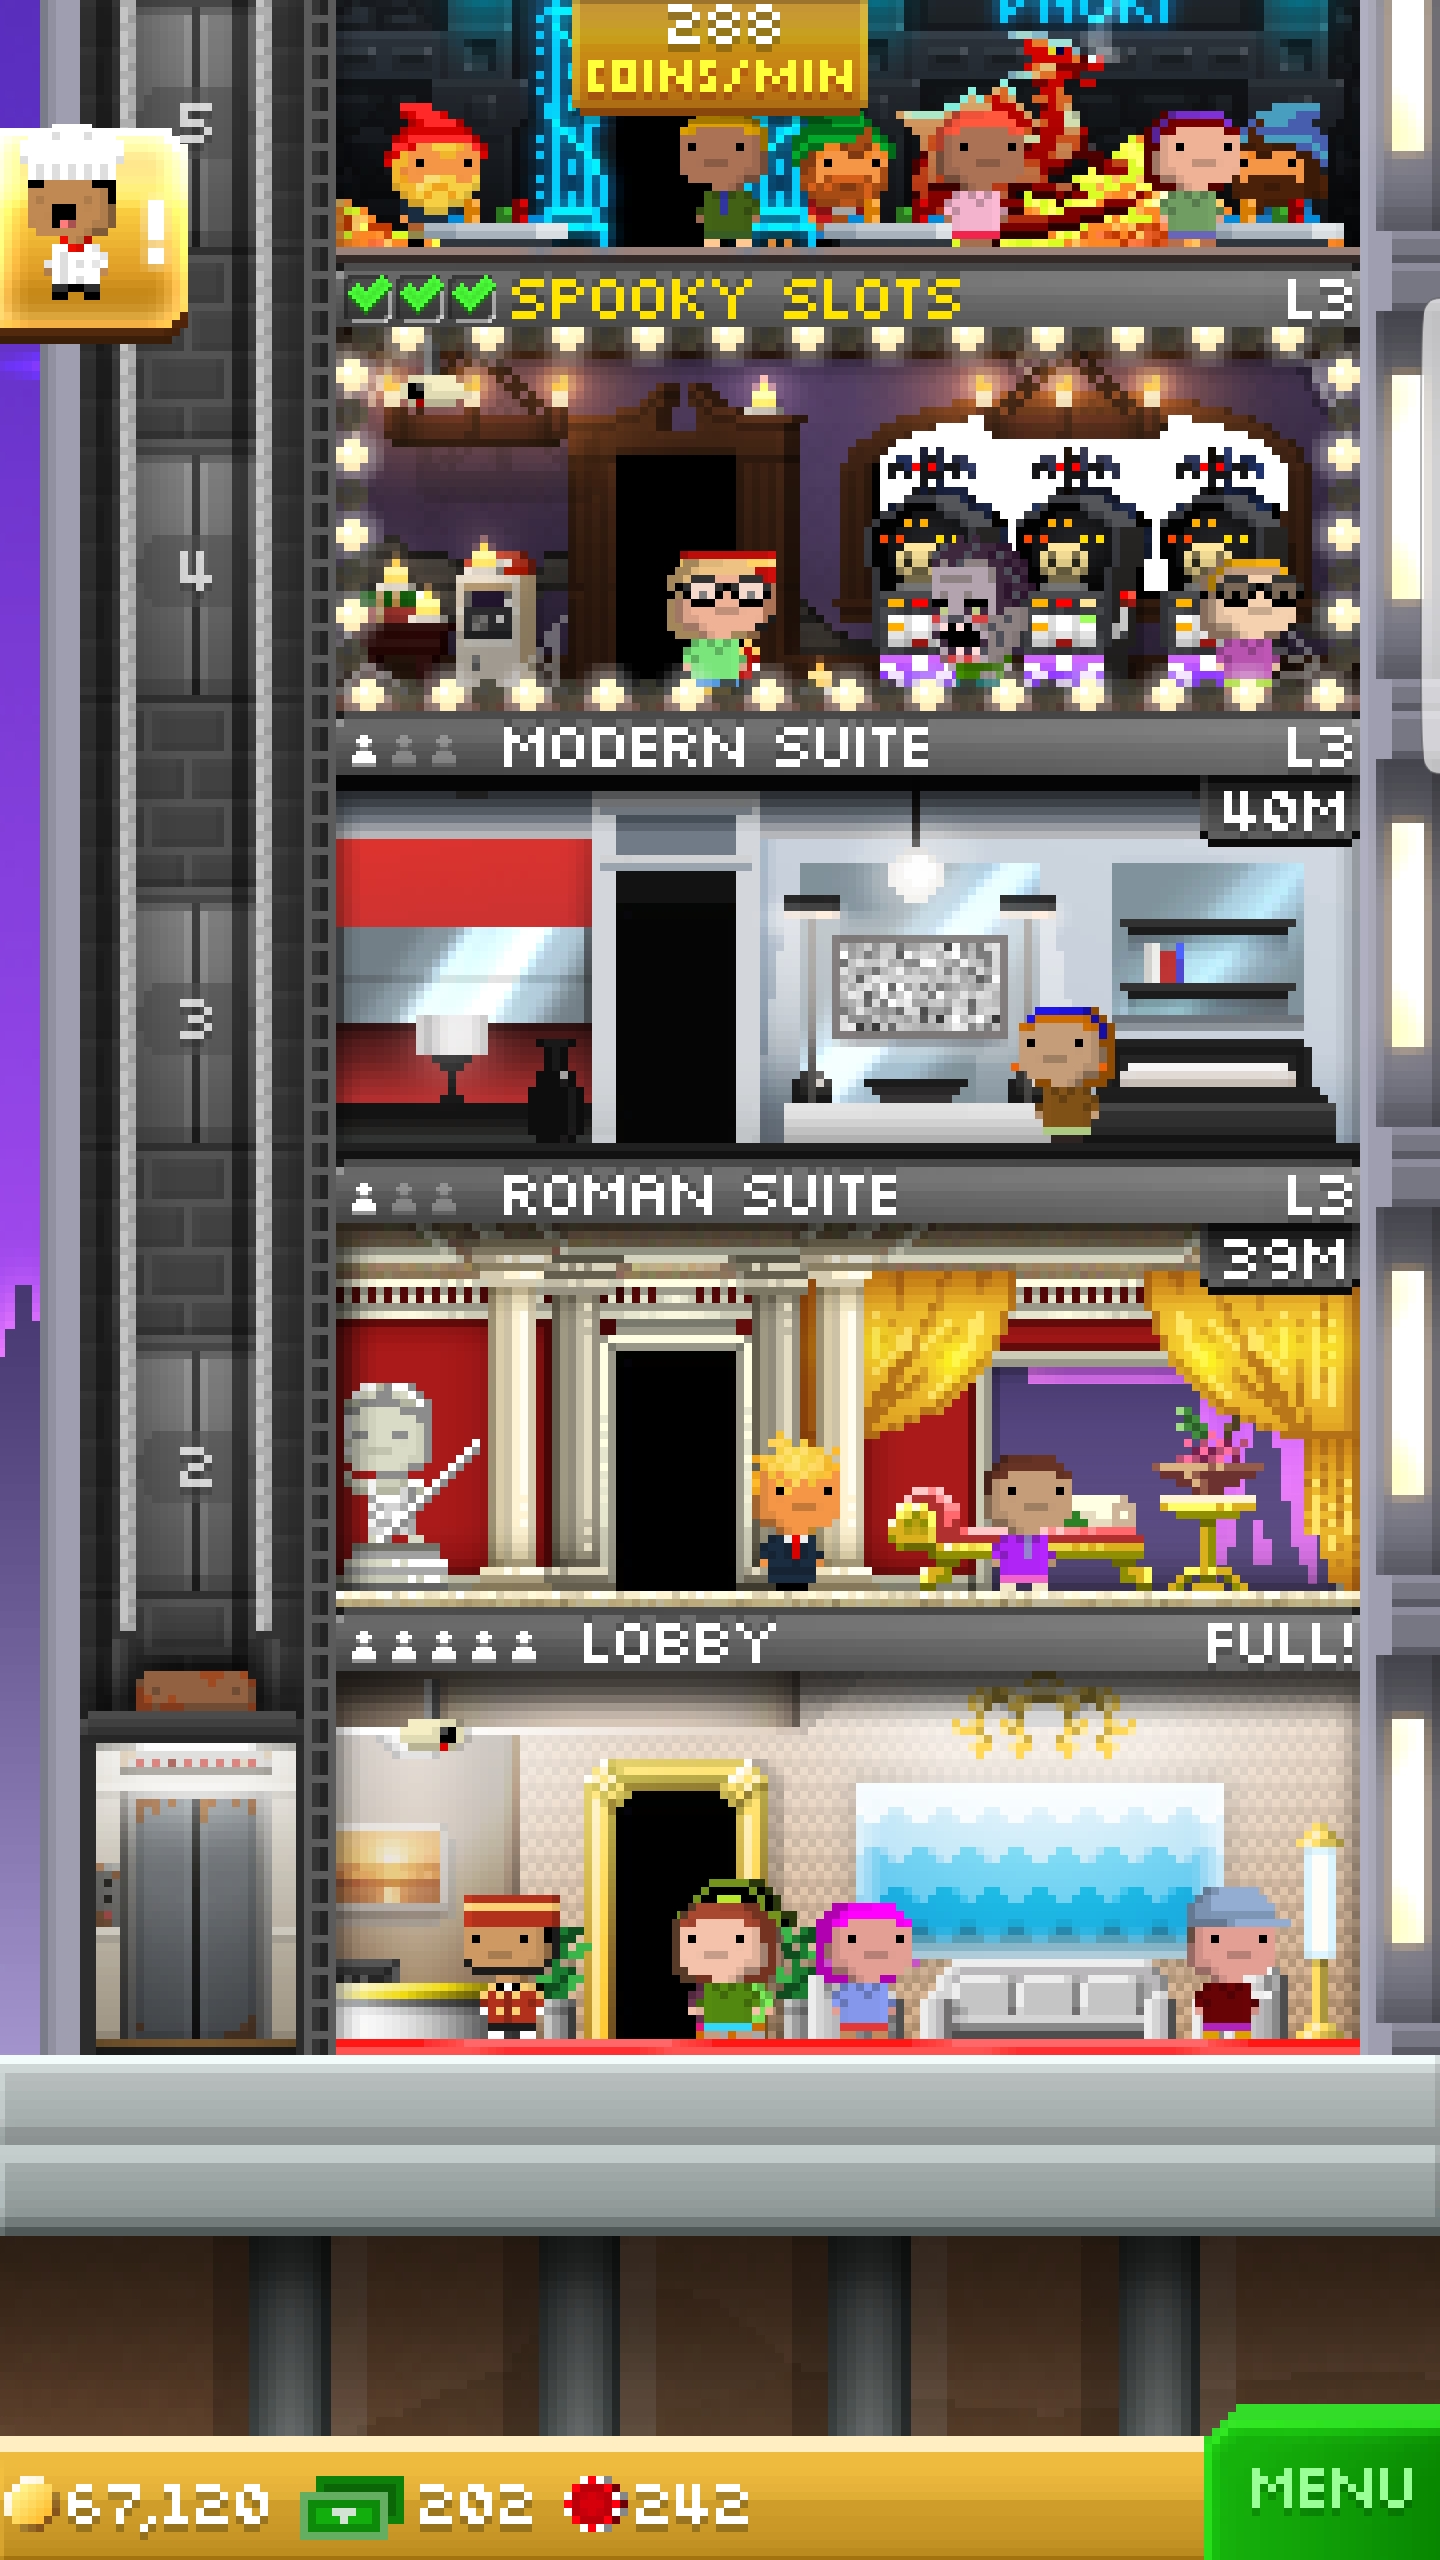 288
COINS/MIN
5
!
SPOOKY SLOTS L3
4
MODERN SUITE L3
40M
3
ROMAN SUITE L3
39M
2
LOBBY FULL!
67,120 202 242
MENU